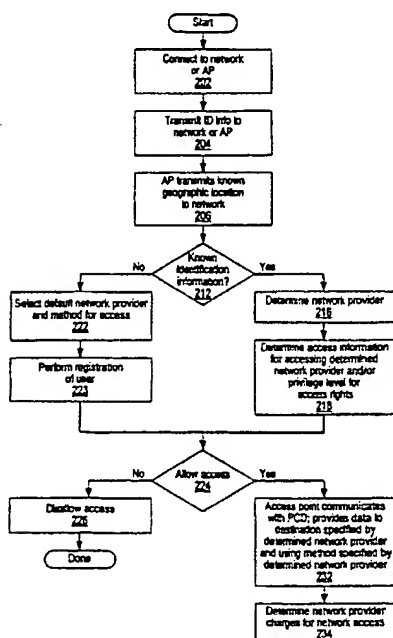 Start
Connect to network
or AP
202
Transmit ID info to
network or AP
204
AP transmits known
geographic location
to network
206
Known
identification
information?
212
No
Yes
Select default network provider
and method for access
222
Determine network provider
216
Perform registration
of user
223
Determine access information
for accessing determined
network provider and/or
privilege level for
access rights
218
Allow access
224
No
Yes
Disallow access
226
Done
Access point communicates
with PCD; provides data to
destination specified by
determined network provider
and using method specified by
determined network provider
232
Determine network provider
charges for network access
234